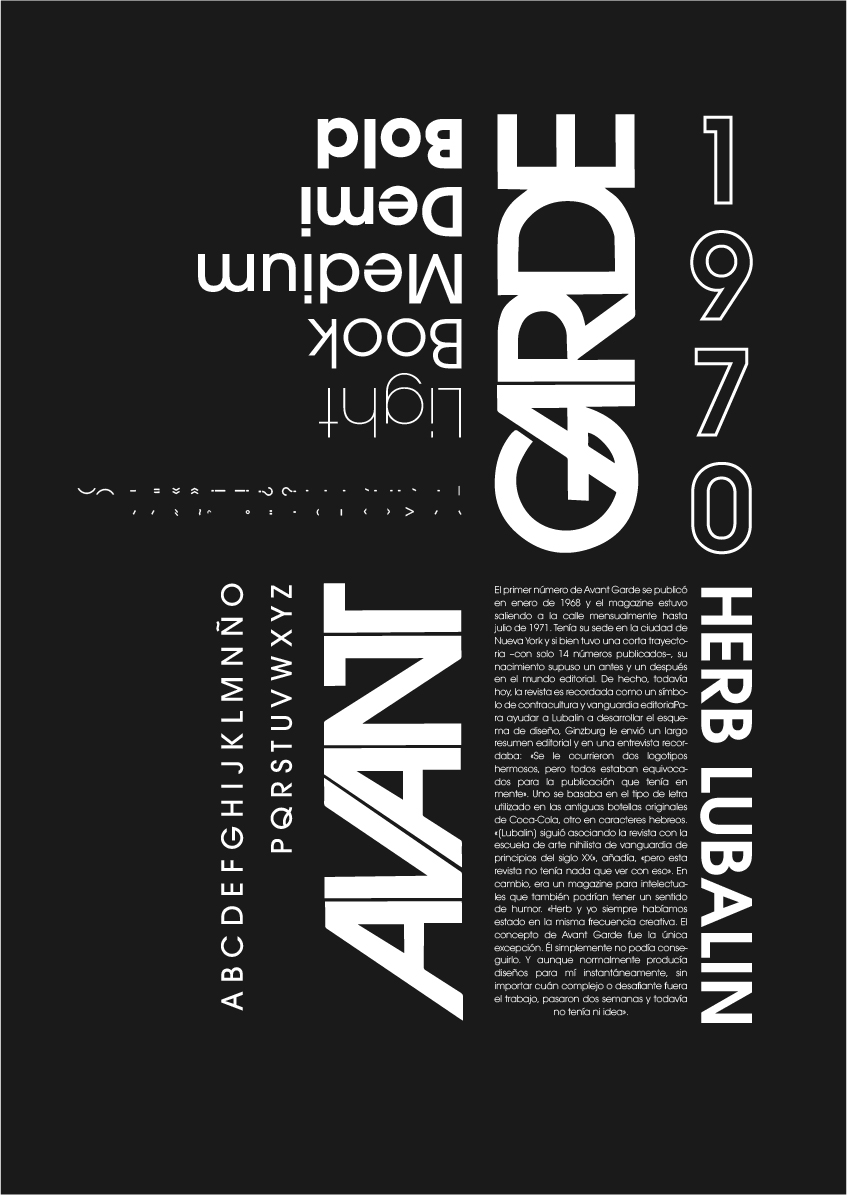 Bold
Demi
Medium
Book
Light
AVANT
GARDE
1970
HERB LUBALIN
A B C D E F G H I J K L M N Ñ O
P Q R S T U V W X Y Z
El primer número de Avant Garde se publicó
en enero de 1968 y el magazine estuvo
saliendo a la calle mensualmente hasta
julio de 1971. Tenía su sede en la ciudad de
Nueva York y si bien tuvo una corta trayecto-
ria –con solo 14 números publicados–, su
nacimiento supuso un antes y un después
en el mundo editorial. De hecho, todavía
hoy, la revista es recordada como un símbo-
lo de contracultura y vanguardia editoriaPa-
ra ayudar a Lubalin a desarrollar el esque-
ma de diseño, Ginzburg le envió un largo
resumen editorial y en una entrevista recor-
daba: «Se le ocurrieron dos logotipos
hermosos, pero todos estaban equivoca-
dos para la publicación que tenía en
mente». Uno se basaba en el tipo de letra
utilizado en las antiguas botellas originales
de Coca-Cola, otro en caracteres hebreos.
«(Lubalin) siguió asociando la revista con la
escuela de arte nihilista de vanguardia de
principios del siglo XX», añadía, «pero esta
revista no tenía nada que ver con eso». En
cambio, era un magazine para intelectua-
les que también podrían tener un sentido
de humor. «Herb y yo siempre habíamos
estado en la misma frecuencia creativa. El
concepto de Avant Garde fue la única
excepción. Él simplemente no podía conse-
guirlo. Y aunque normalmente producía
diseños para mí instantáneamente, sin
importar cuán complejo o desafiante fuera
el trabajo, pasaron dos semanas y todavía
no tenía ni idea».